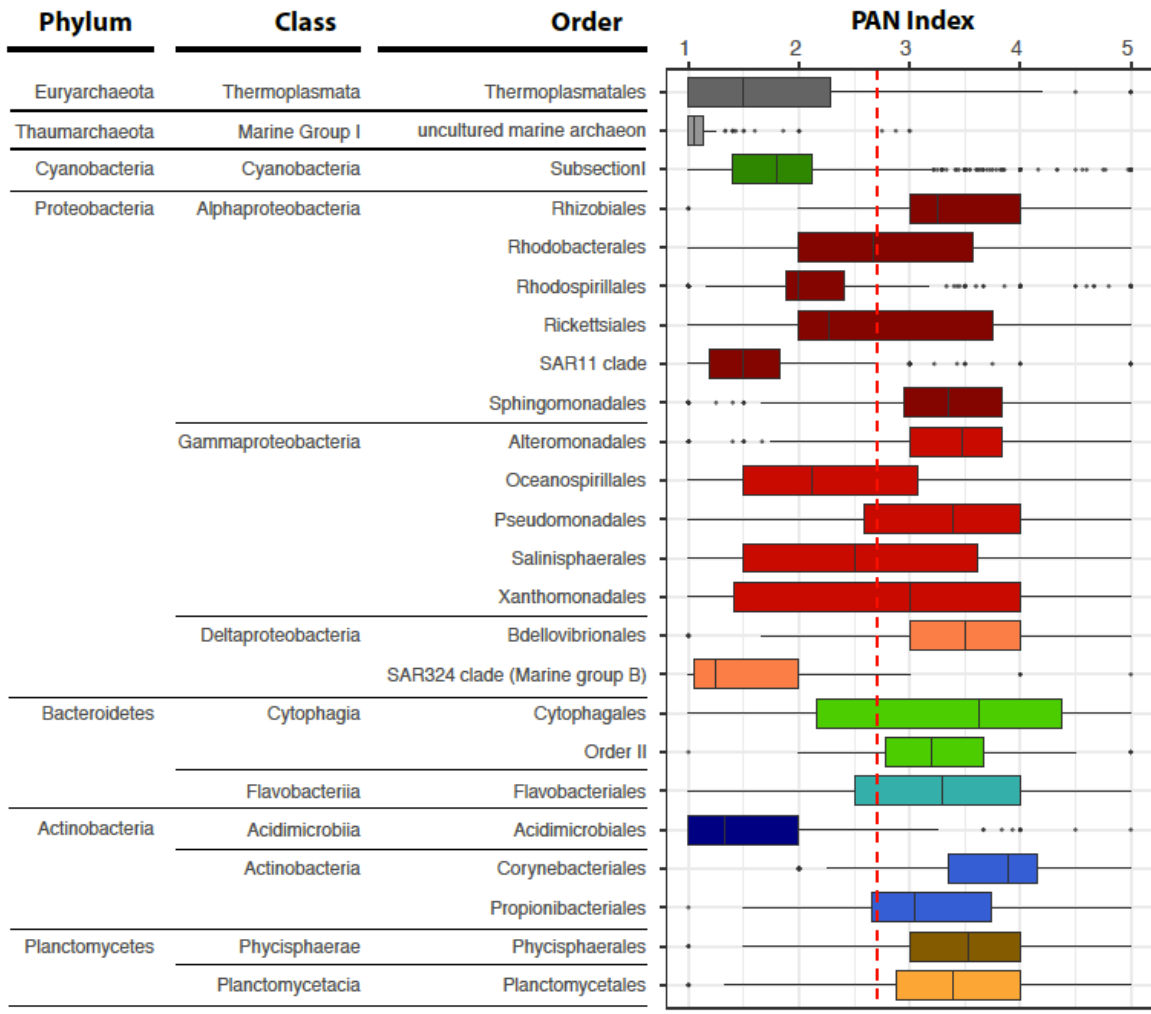 Phylum Class Order PAN Index
1 2 3 4 5
Euryarchaeota Thermoplasmata Thermoplasmatales
Thaumarchaeota Marine Group I uncultured marine archaeon
Cyanobacteria Cyanobacteria SubsectionI
Proteobacteria Alphaproteobacteria Rhizobiales
Rhodobacterales
Rhodospirillales
Rickettsiales
SAR11 clade
Sphingomonadales
Gammaproteobacteria Alteromonadales
Oceanospirillales
Pseudomonadales
Salinisphaerales
Xanthomonadales
Deltaproteobacteria Bdellovibrionales
SAR324 clade (Marine group B)
Bacteroidetes Cytophagia Cytophagales
Order II
Flavobacteriia Flavobacteriales
Actinobacteria Acidimicrobiia Acidimicrobiales
Actinobacteria Corynebacteriales
Propionibacteriales
Planctomycetes Phycisphaerae Phycisphaerales
Planctomycetacia Planctomycetales